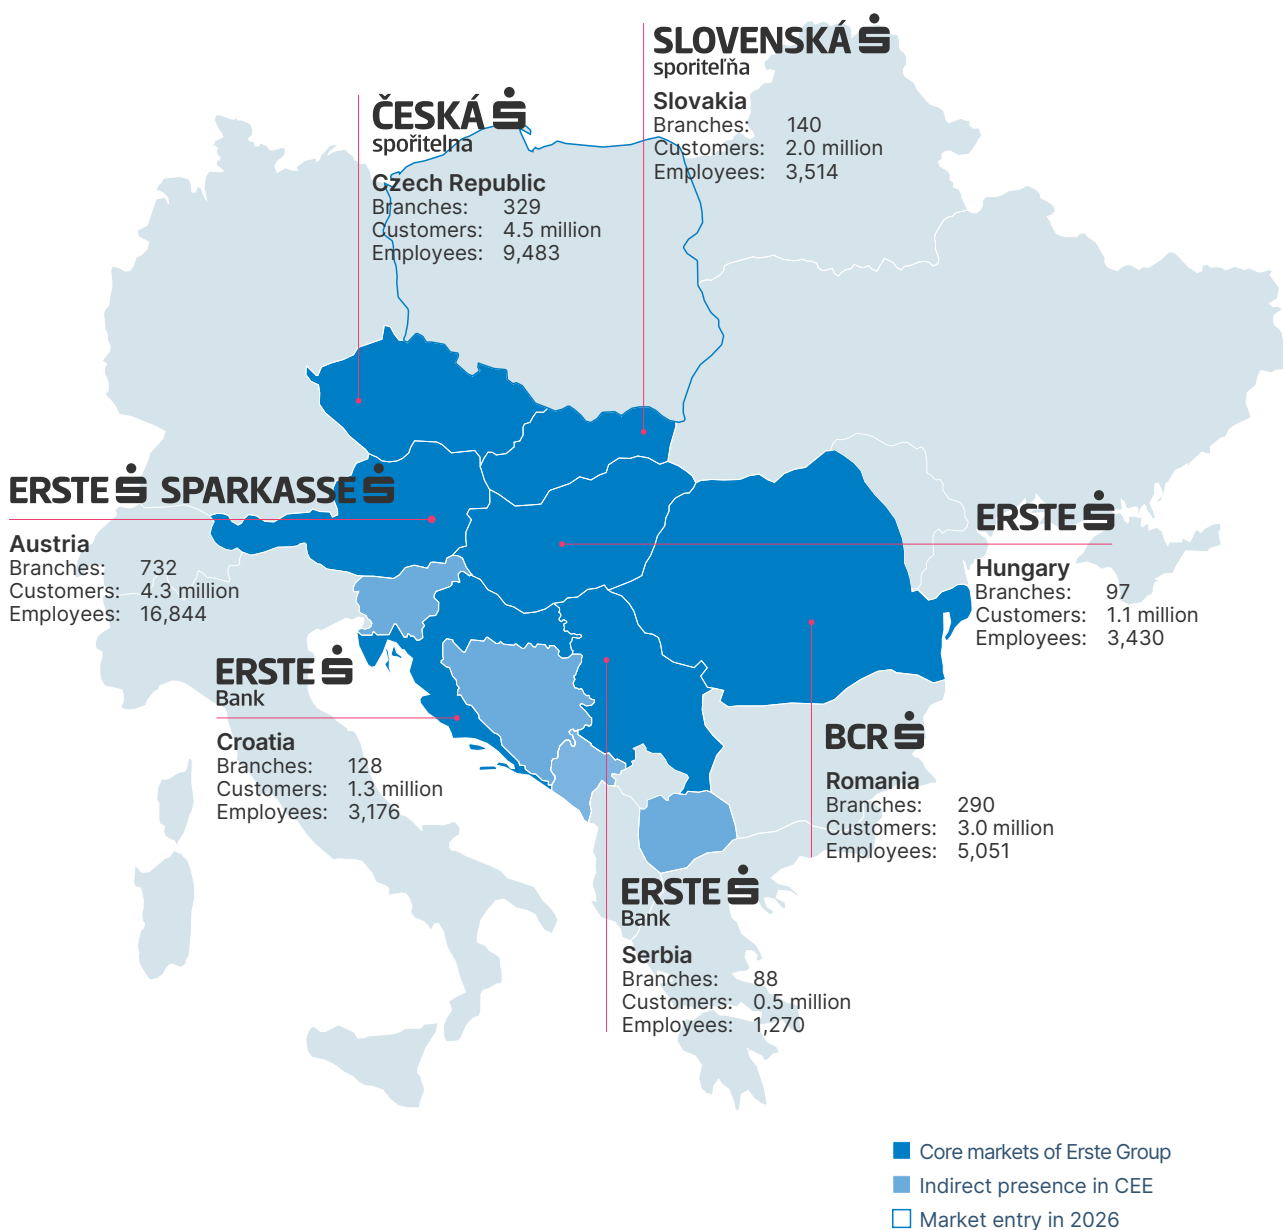 SLOVENSKÁ
sporiteľňa
Slovakia
Branches: 140
Customers: 2.0 million
Employees: 3,514
ČESKÁ
spořitelna
Czech Republic
Branches: 329
Customers: 4.5 million
Employees: 9,483
ERSTE SPARKASSE
Austria
Branches: 732
Customers: 4.3 million
Employees: 16,844
ERSTE
Hungary
Branches: 97
Customers: 1.1 million
Employees: 3,430
ERSTE
Bank
Croatia
Branches: 128
Customers: 1.3 million
Employees: 3,176
BCR
Romania
Branches: 290
Customers: 3.0 million
Employees: 5,051
ERSTE
Bank
Serbia
Branches: 88
Customers: 0.5 million
Employees: 1,270
Core markets of Erste Group
Indirect presence in CEE
Market entry in 2026